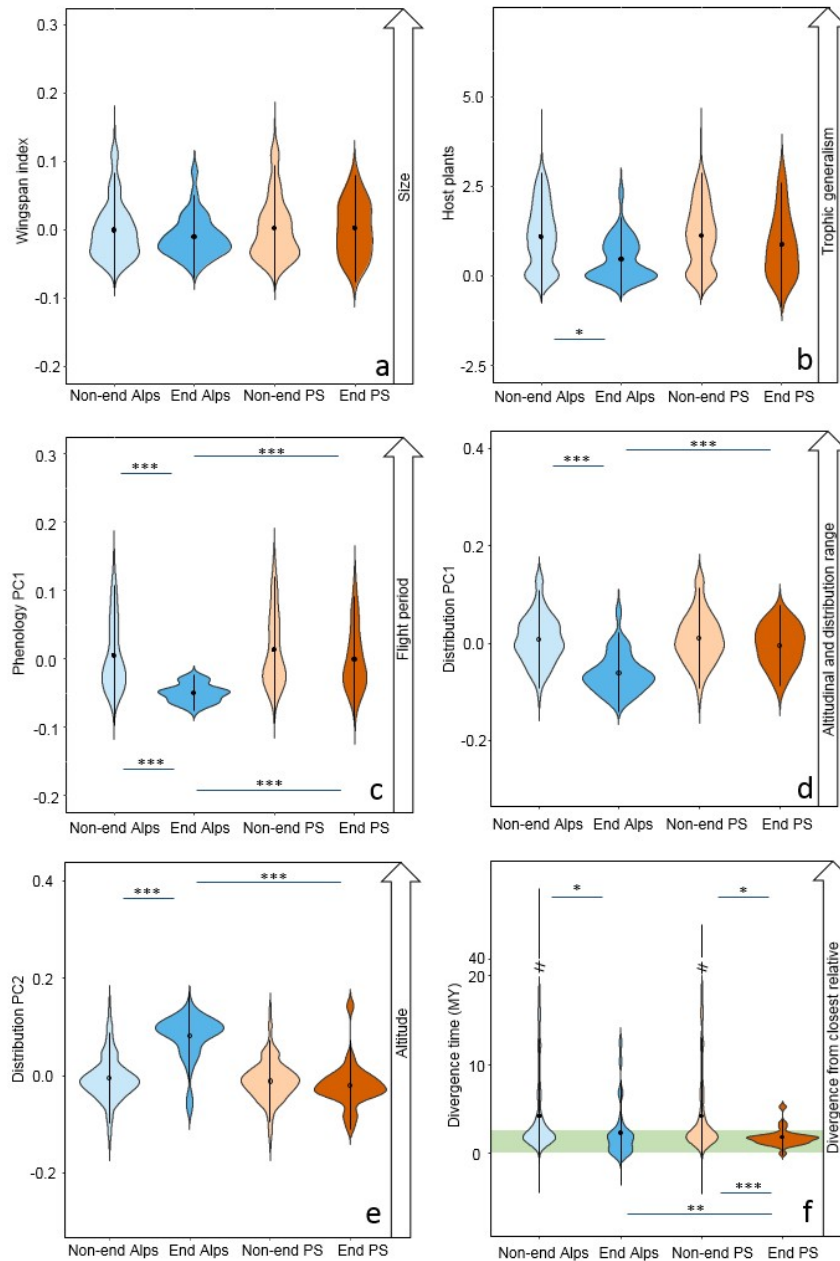 0.3
0.2
0.1
0.0
-0.1
-0.2
Wingspan index
Size
a
Non-end Alps End Alps Non-end PS End PS
5.0
2.5
0.0
-2.5
Host plants
Trophic generalism
*
b
Non-end Alps End Alps Non-end PS End PS
0.3
0.2
0.1
0.0
-0.1
-0.2
Phenology PC1
Flight period
*** ***
*** ***
c
Non-end Alps End Alps Non-end PS End PS
0.4
0.2
0.0
-0.2
Distribution PC1
Altitudinal and distribution range
*** ***
d
Non-end Alps End Alps Non-end PS End PS
0.4
0.2
0.0
-0.2
Distribution PC2
Altitude
*** ***
e
Non-end Alps End Alps Non-end PS End PS
40
20
10
0
Divergence time (MY)
Divergence from closest relative
* *
***
**
f
Non-end Alps End Alps Non-end PS End PS